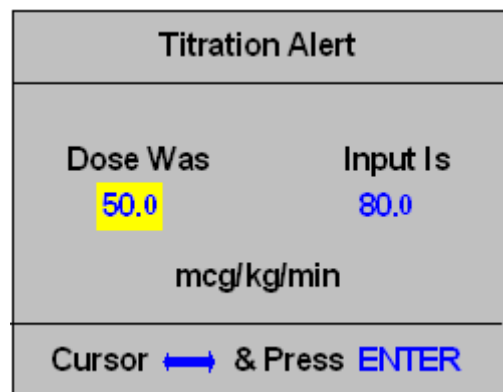 Titration Alert
Dose Was Input Is
50.0 80.0
mcg/kg/min
Cursor ↔ & Press ENTER